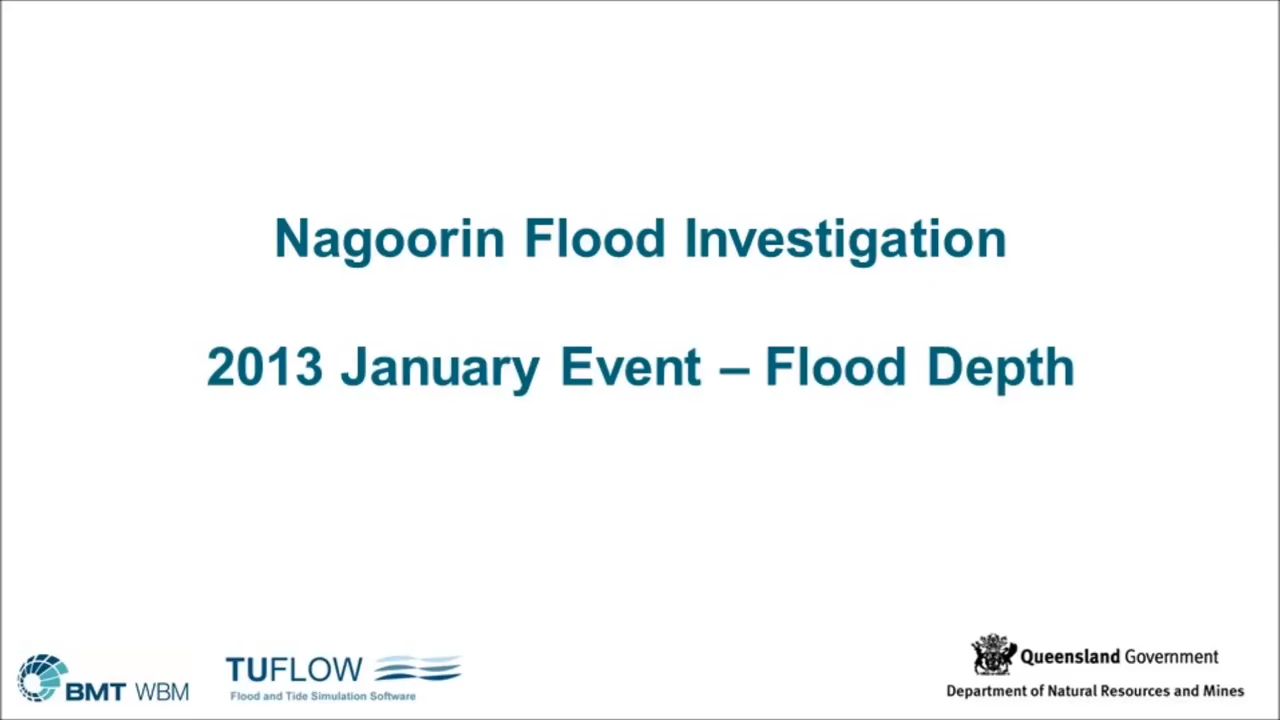 Nagoorin Flood Investigation
2013 January Event – Flood Depth
BMT WBM
TUFLOW
Flood and Tide Simulation Software
Queensland Government
Department of Natural Resources and Mines